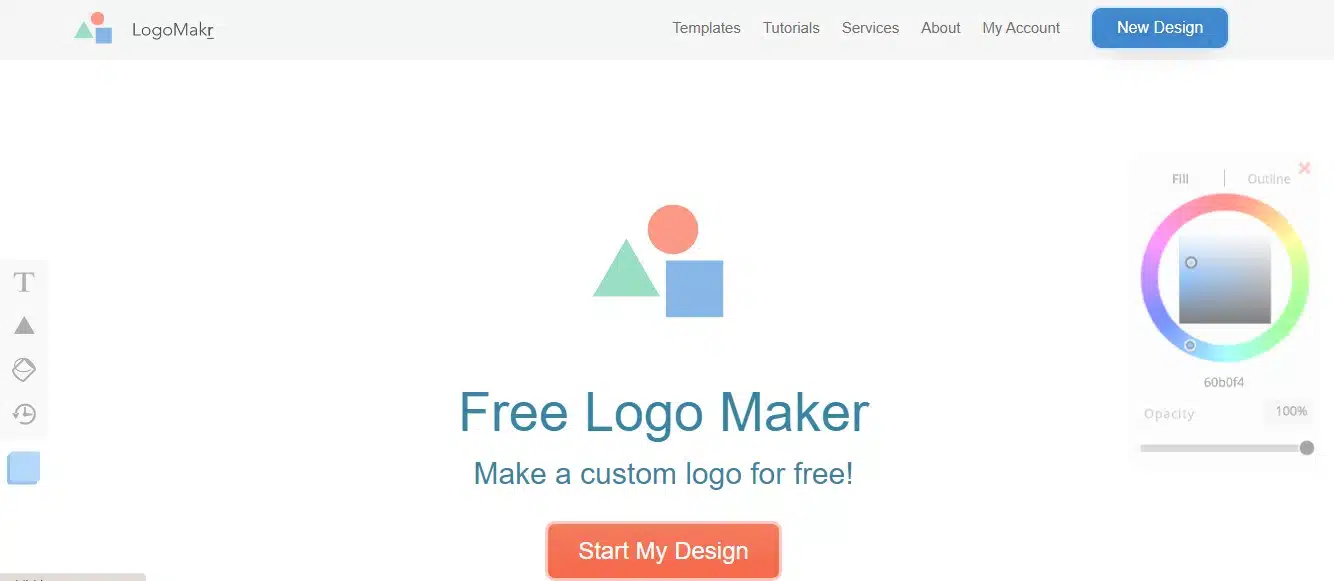 LogoMakr
Templates Tutorials Services About My Account New Design
Fill | Outline
T
60b0f4
Opacity 100%
Free Logo Maker
Make a custom logo for free!
Start My Design